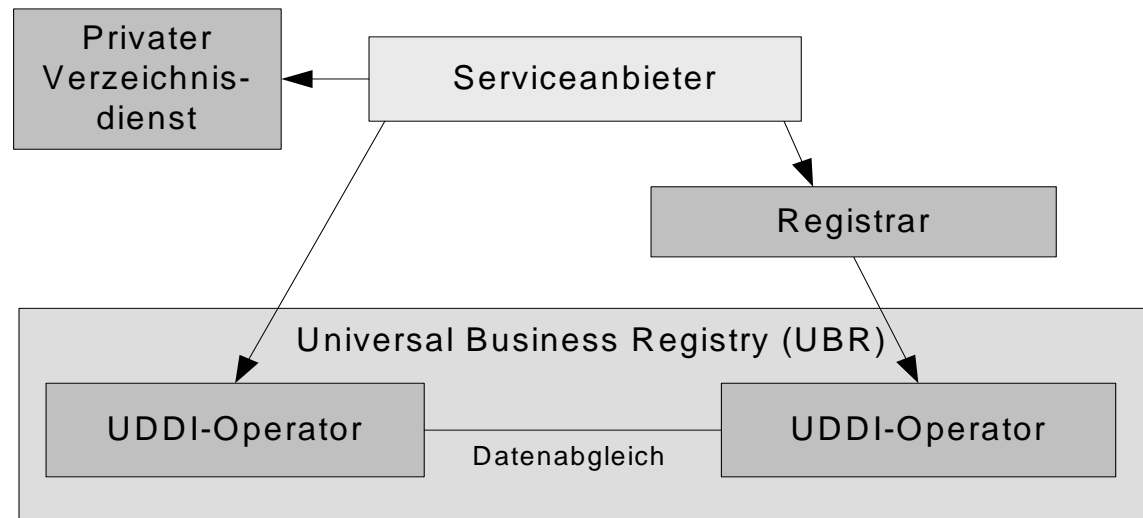 Privater
Verzeichnis-
dienst
Serviceanbieter
Registrar
Universal Business Registry (UBR)
UDDI-Operator
Datenabgleich
UDDI-Operator